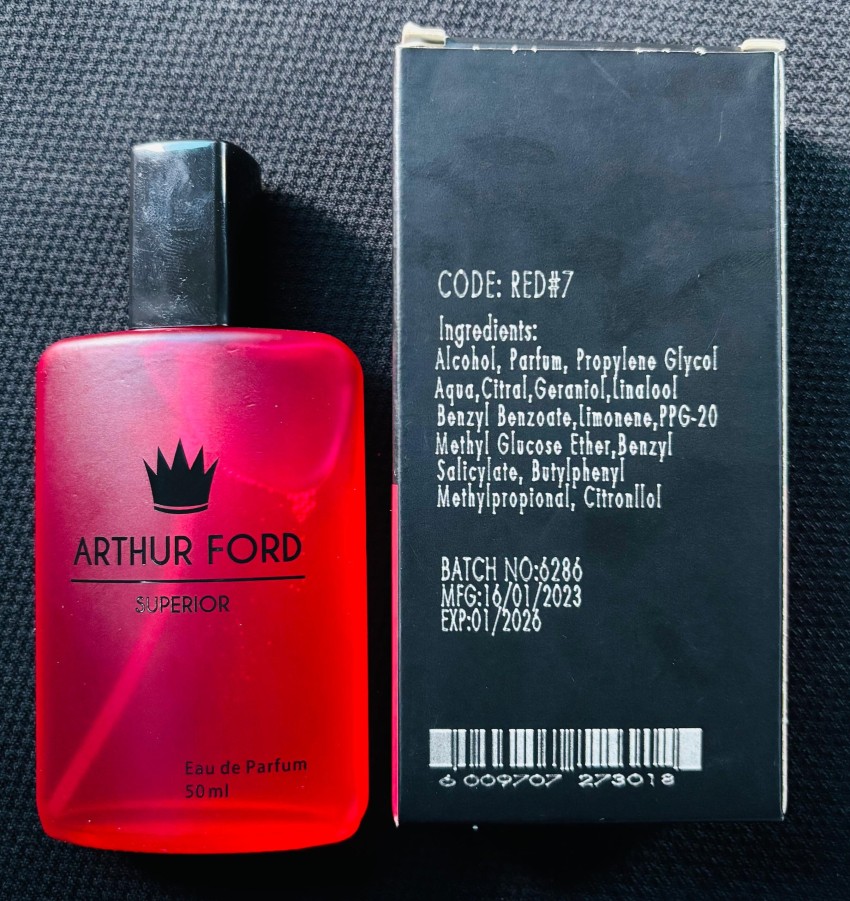 ARTHUR FORD
SUPERIOR
Eau de Parfum
50ml
CODE: RED#7
Ingredients:
Alcohol, Parfum, Propylene Glycol
Aqua,Citral,Geraniol,Linalool
Benzyl Benzoate,Limonene,PPG-20
Methyl Glucose Ether,Benzyl
Salicylate, Butylphenyl
Methylpropional, Citronllol
BATCH NO:6286
MFG:16/01/2023
EXP:01/2026
6 009707 273018